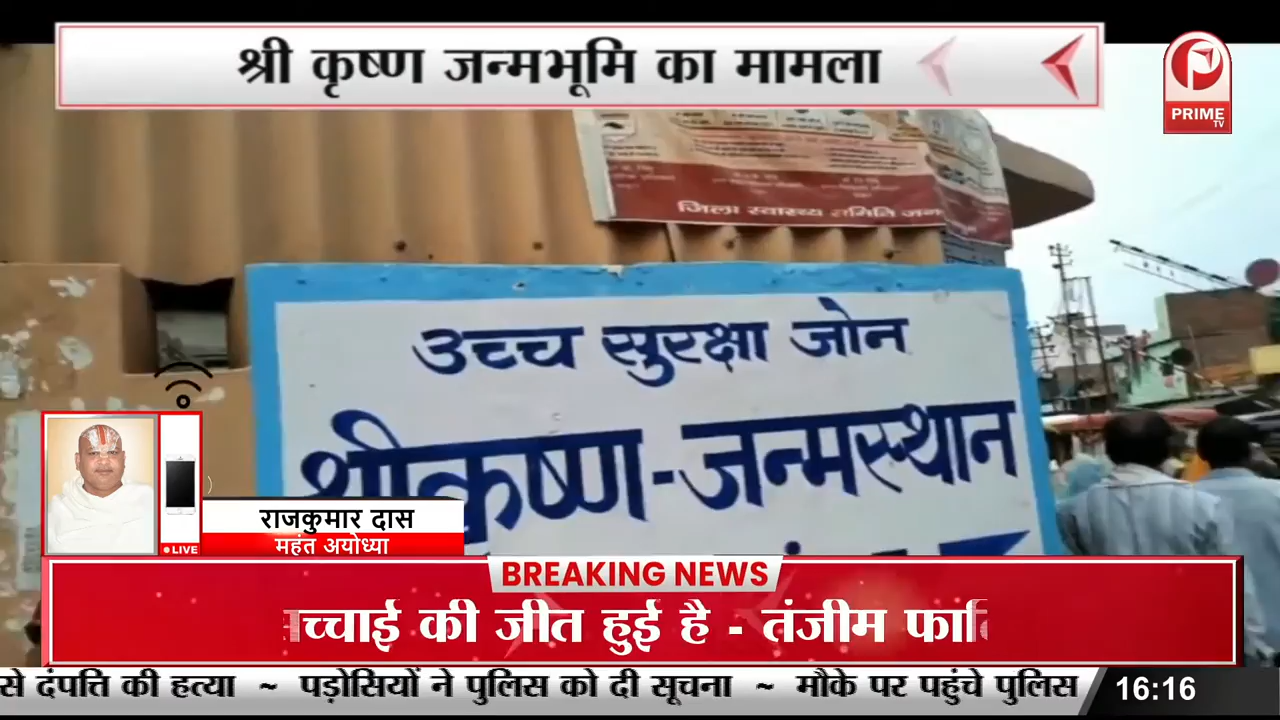 श्री कृष्ण जन्मभूमि का मामला
PRIME
TV
जिला स्वास्थ्य समिति
उच्च सुरक्षा जोन
श्रीकृष्ण-जन्मस्थान
LIVE
राजकुमार दास
महंत अयोध्या
BREAKING NEWS
की जीत हुई है - तंजीम
से दंपत्ति की हत्या ~ पड़ोसियों ने पुलिस को दी सूचना ~ मौके पर पहुंचे पुलिस
16:16